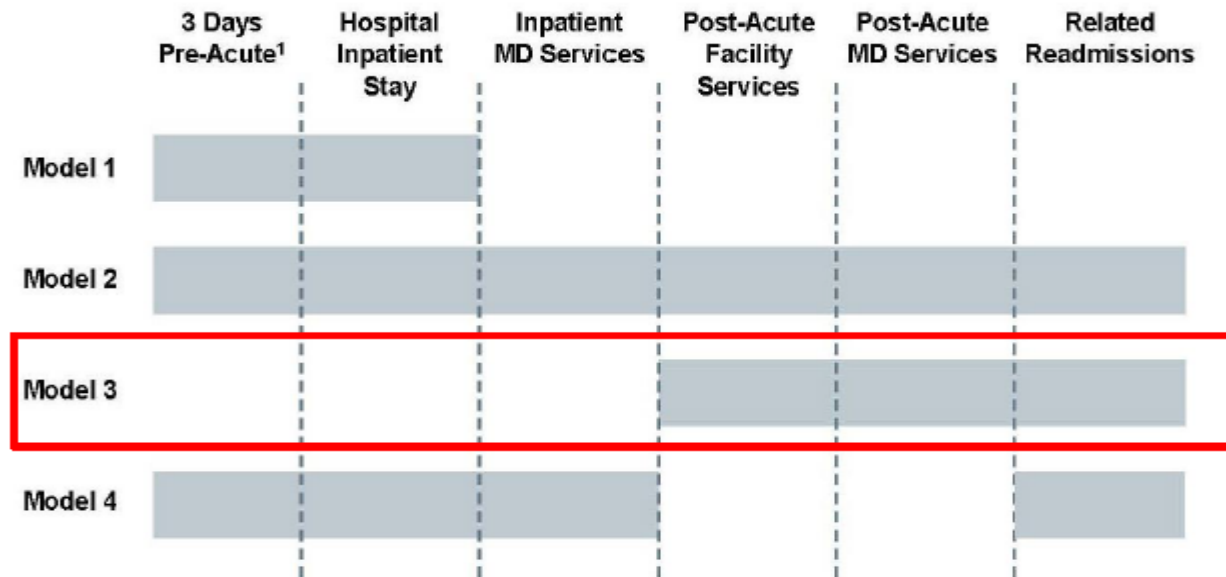 3 Days
Pre-Acute¹
Hospital
Inpatient
Stay
Inpatient
MD Services
Post-Acute
Facility
Services
Post-Acute
MD Services
Related
Readmissions
Model 1
Model 2
Model 3
Model 4